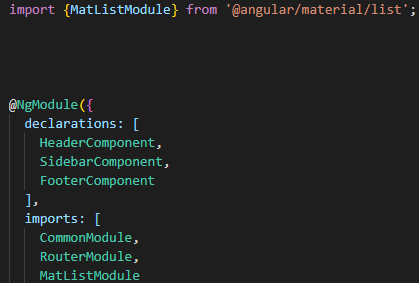 import {MatListModule} from '@angular/material/list';
@NgModule({
declarations: [
HeaderComponent,
SidebarComponent,
FooterComponent
],
imports: [
CommonModule,
RouterModule,
MatListModule